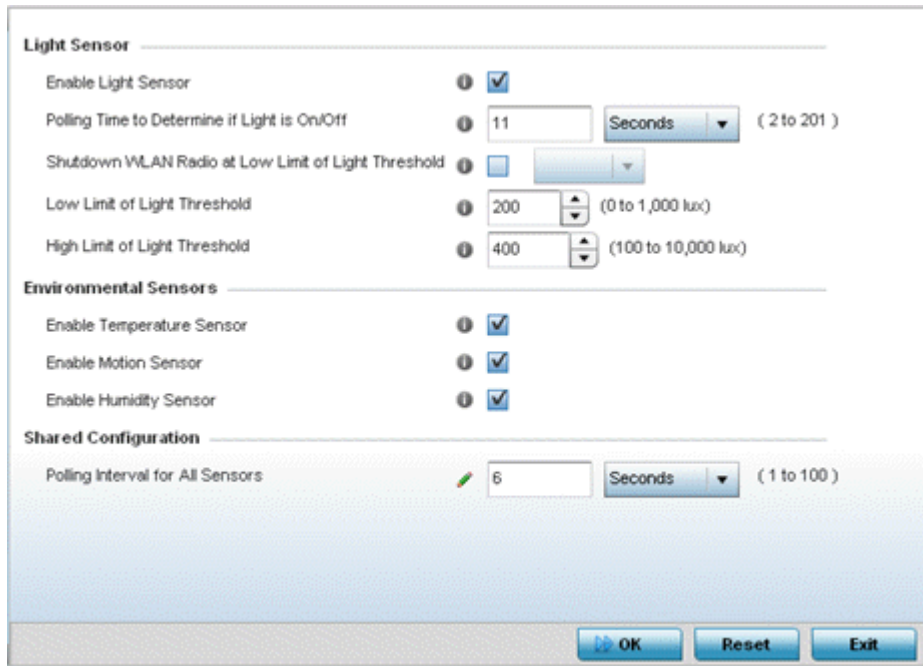 Light Sensor
Enable Light Sensor
Polling Time to Determine if Light is On/Off 11 Seconds ( 2 to 201 )
Shutdown WLAN Radio at Low Limit of Light Threshold
Low Limit of Light Threshold 200 (0 to 1,000 lux)
High Limit of Light Threshold 400 (100 to 10,000 lux)
Environmental Sensors
Enable Temperature Sensor
Enable Motion Sensor
Enable Humidity Sensor
Shared Configuration
Polling Interval for All Sensors 6 Seconds ( 1 to 100 )
OK Reset Exit